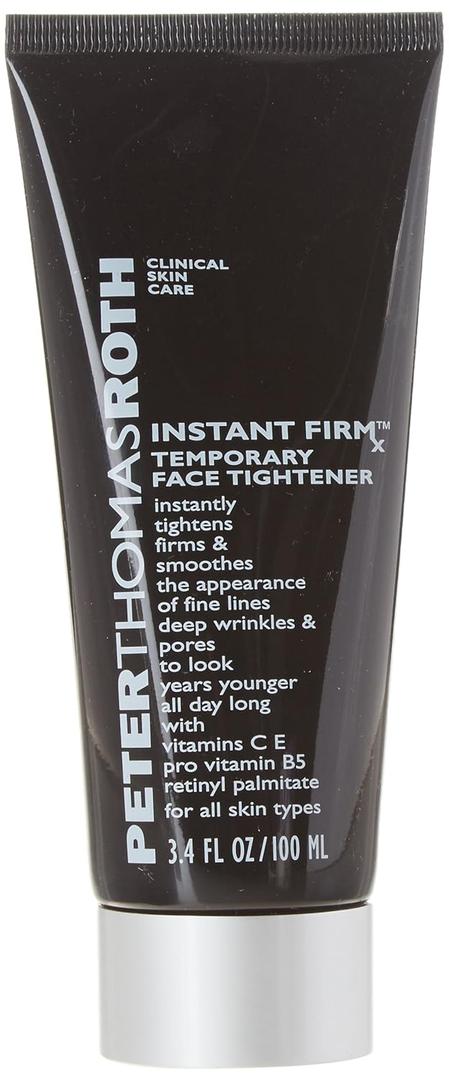 PETERTHOMASROTH
CLINICAL
SKIN
CARE
INSTANT FIRMx™
TEMPORARY
FACE TIGHTENER
instantly
tightens
firms &
smoothes
the appearance
of fine lines
deep wrinkles &
pores
to look
years younger
all day long
with
vitamins C E
pro vitamin B5
retinyl palmitate
for all skin types
3.4 FL OZ/100 ML